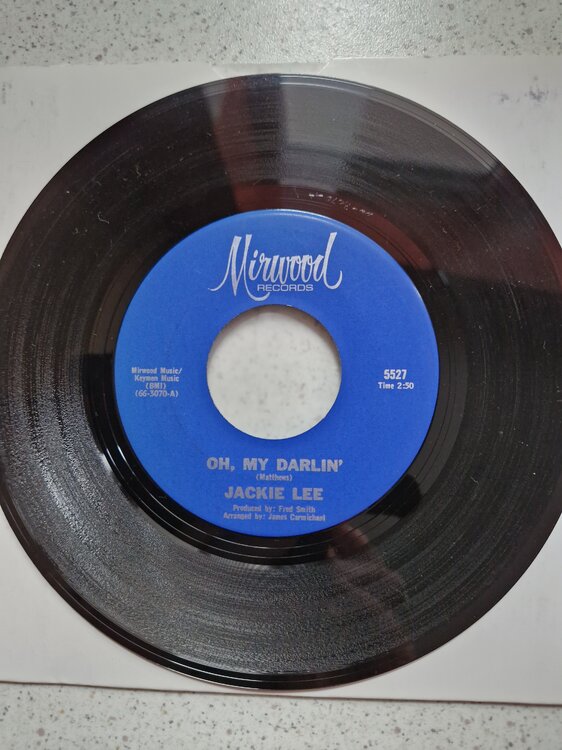 Mirwood
RECORDS
Mirwood Music/
Keymen Music
(BMI)
(66-3070-A)
5527
Time 2:50
OH, MY DARLIN'
(Matthews)
JACKIE LEE
Produced by: Fred Smith
Arranged by: James Carmichael